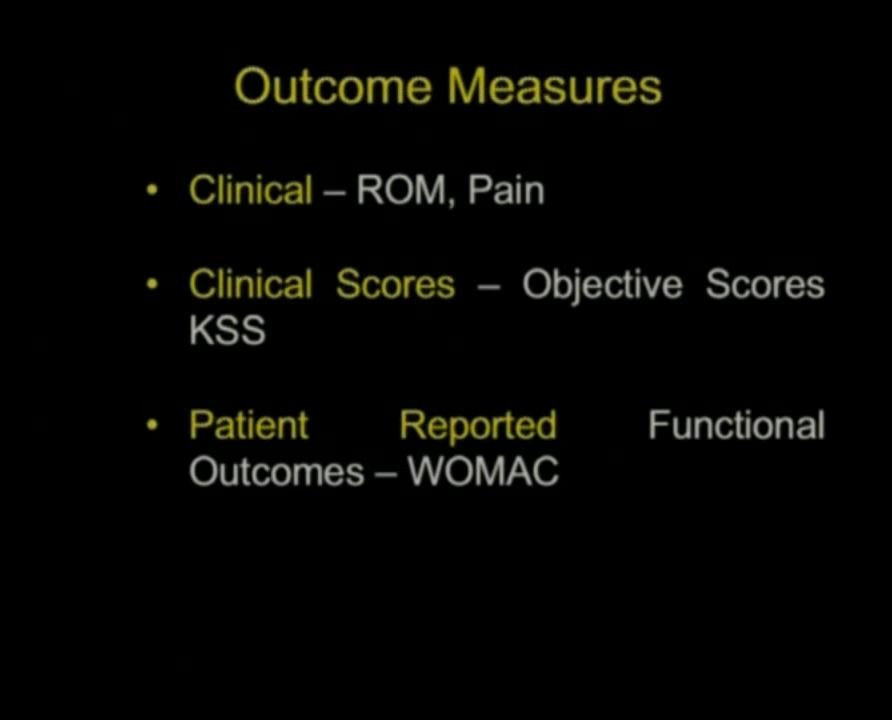 Outcome Measures
• Clinical – ROM, Pain
• Clinical Scores – Objective Scores
KSS
• Patient Reported Functional
Outcomes – WOMAC